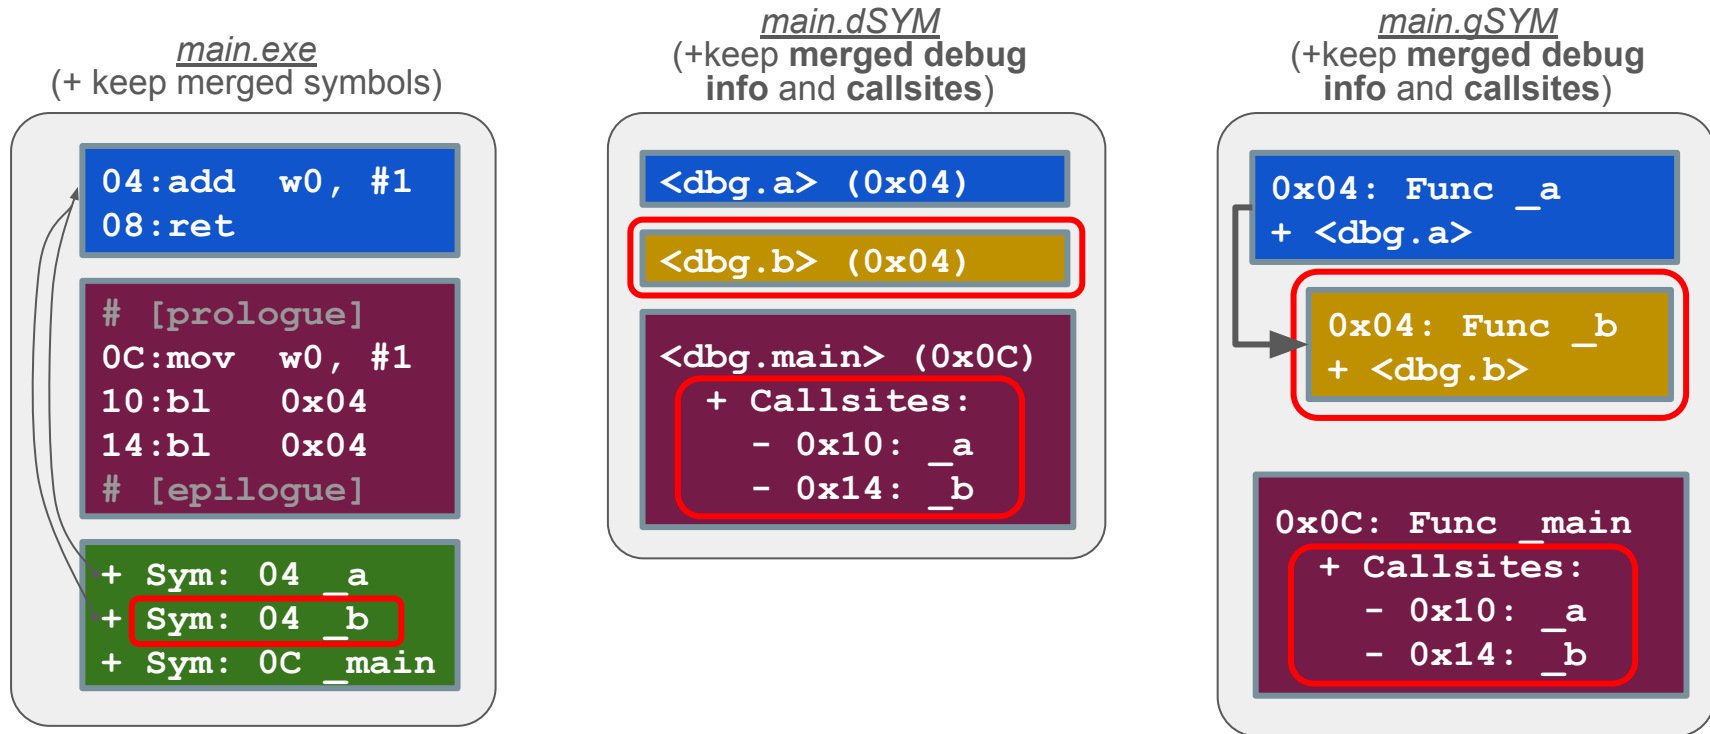 main.exe
(+ keep merged symbols)
04:add  w0, #1
08:ret
# [prologue]
0C:mov  w0, #1
10:bl   0x04
14:bl   0x04
# [epilogue]
+ Sym: 04 _a
+ Sym: 04 _b
+ Sym: 0C _main
main.dSYM
(+keep merged debug
info and callsites)
<dbg.a> (0x04)
<dbg.b> (0x04)
<dbg.main> (0x0C)
+ Callsites:
- 0x10: _a
- 0x14: _b
main.gSYM
(+keep merged debug
info and callsites)
0x04: Func _a
+ <dbg.a>
0x04: Func _b
+ <dbg.b>
0x0C: Func _main
+ Callsites:
- 0x10: _a
- 0x14: _b